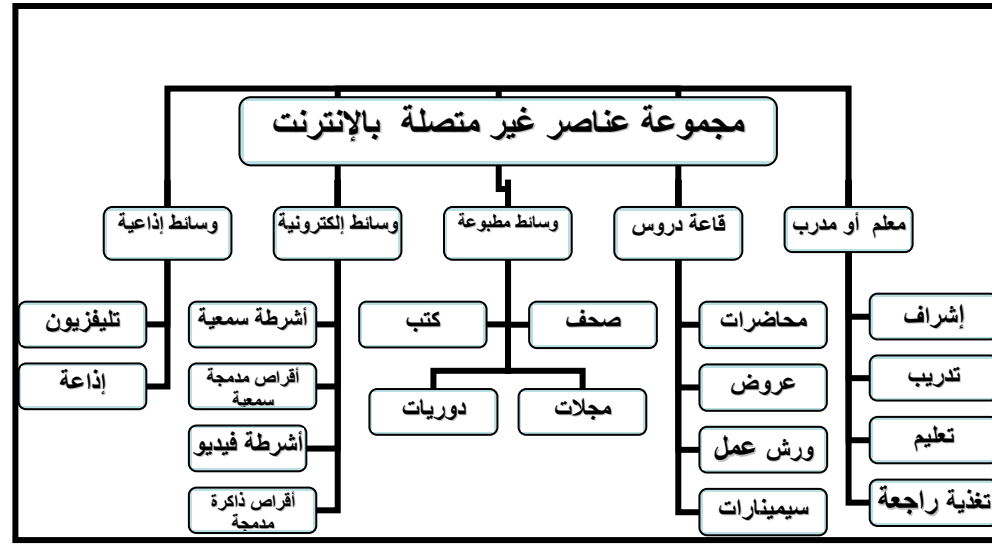 مجموعة عناصر غير متصلة بالإنترنت
معلم أو مدرب
قاعة دروس
وسائط مطبوعة
وسائط إلكترونية
وسائط إذاعية
إشراف
تدريب
تعليم
تغذية راجعة
محاضرات
عروض
ورش عمل
سيمينارات
صحف
كتب
مجلات
دوريات
أشرطة سمعية
أقراص مدمجة
سمعية
أشرطة فيديو
أقراص ذاكرة
مدمجة
تليفزيون
إذاعة